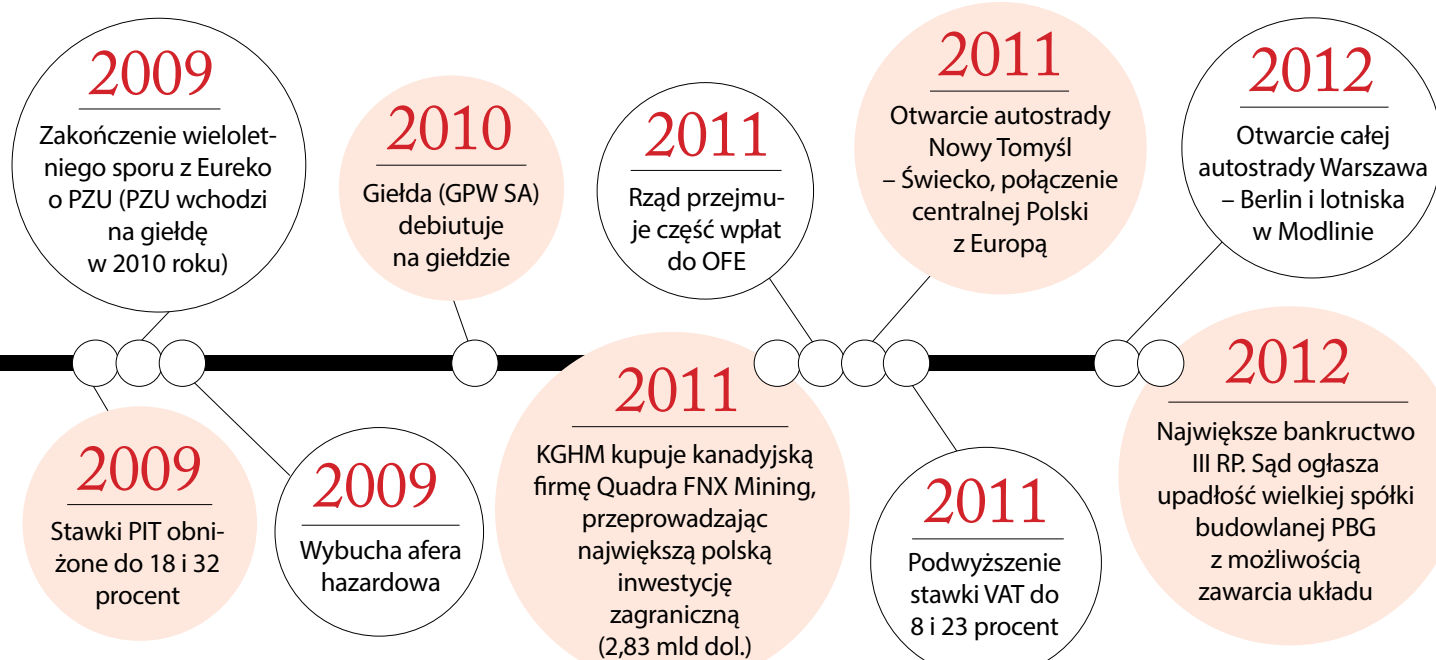 2009
Zakończenie wielolet-
niego sporu z Eureko
o PZU (PZU wchodzi
na giełdę
w 2010 roku)
2010
Giełda (GPW SA)
debiutuje
na giełdzie
2011
Rząd przejmu-
je część wpłat
do OFE
2011
Otwarcie autostrady
Nowy Tomyśl
– Świecko, połączenie
centralnej Polski
z Europą
2012
Otwarcie całej
autostrady Warszawa
– Berlin i lotniska
w Modlinie
2009
Stawki PIT obni-
żone do 18 i 32
procent
2009
Wybucha afera
hazardowa
2011
KGHM kupuje kanadyjską
firmę Quadra FNX Mining,
przeprowadzając
największą polską
inwestycję
zagraniczną
(2,83 mld dol.)
2011
Podwyższenie
stawki VAT do
8 i 23 procent
2012
Największe bankructwo
III RP. Sąd ogłasza
upadłość wielkiej spółki
budowlanej PBG
z możliwością
zawarcia układu